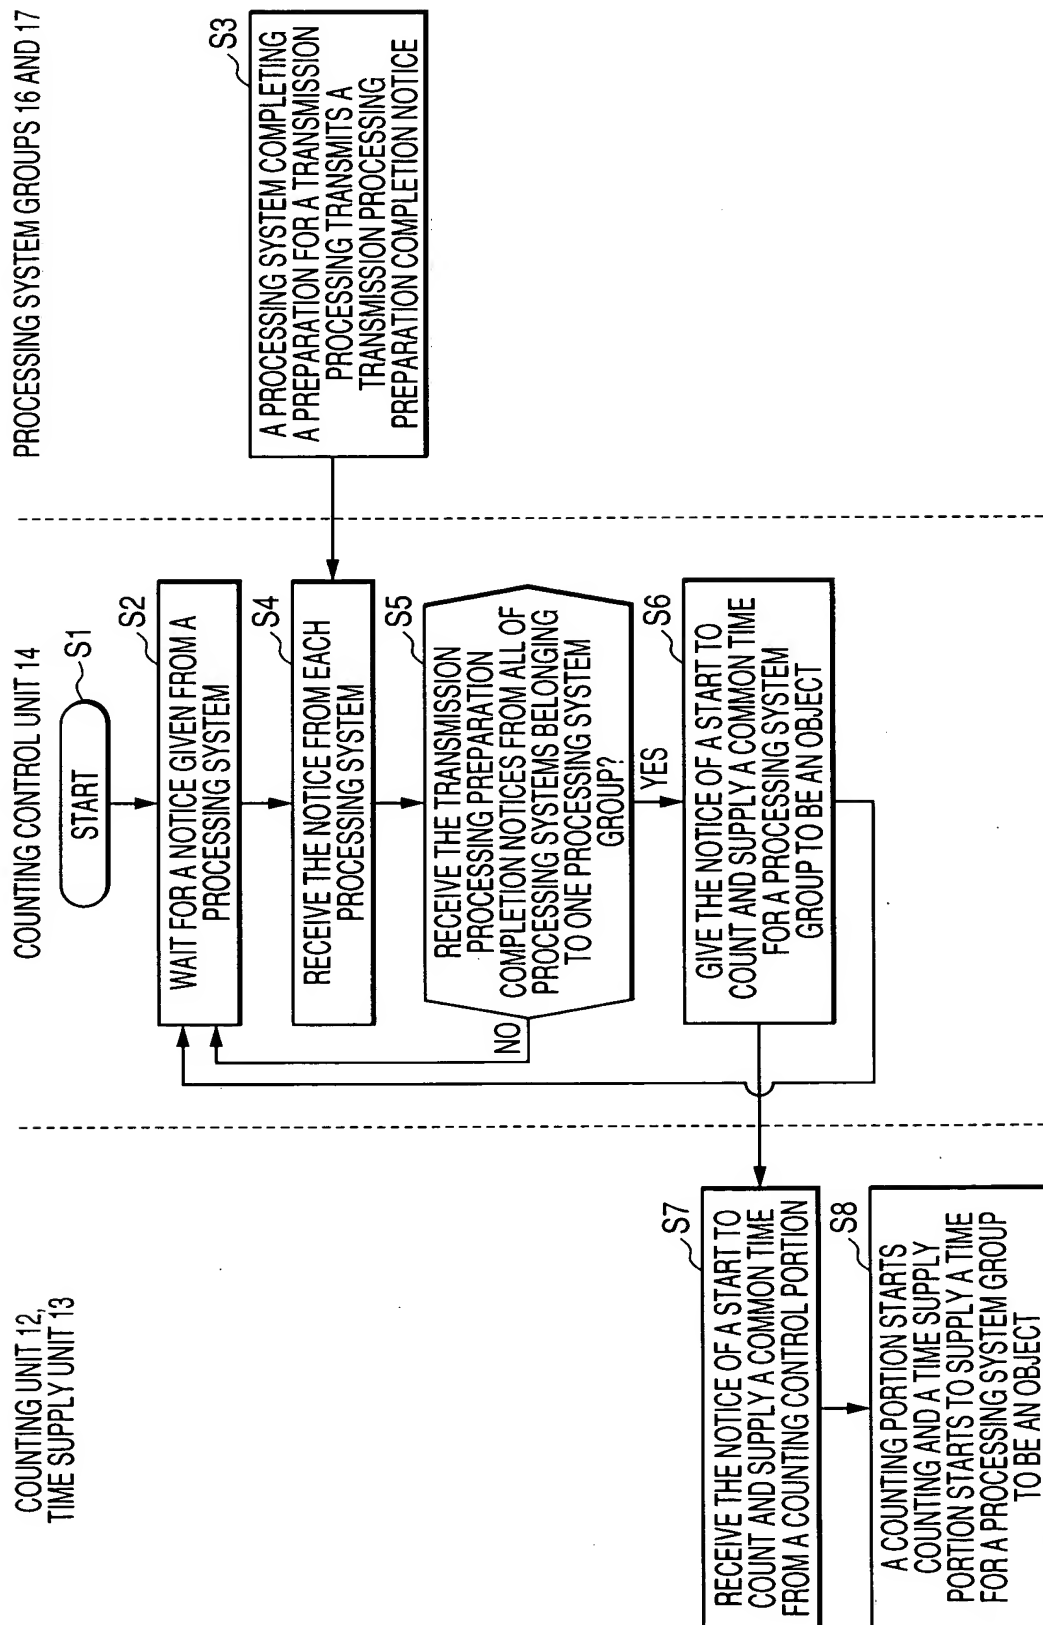 COUNTING UNIT 12,
TIME SUPPLY UNIT 13
COUNTING CONTROL UNIT 14
PROCESSING SYSTEM GROUPS 16 AND 17
S1
START
S2
WAIT FOR A NOTICE GIVEN FROM A
PROCESSING SYSTEM
S3
A PROCESSING SYSTEM COMPLETING
A PREPARATION FOR A TRANSMISSION
PROCESSING TRANSMITS A
TRANSMISSION PROCESSING
PREPARATION COMPLETION NOTICE
S4
RECEIVE THE NOTICE FROM EACH
PROCESSING SYSTEM
S5
RECEIVE THE TRANSMISSION
PROCESSING PREPARATION
COMPLETION NOTICES FROM ALL OF
PROCESSING SYSTEMS BELONGING
TO ONE PROCESSING SYSTEM
GROUP?
NO
YES
S6
GIVE THE NOTICE OF A START TO
COUNT AND SUPPLY A COMMON TIME
FOR A PROCESSING SYSTEM
GROUP TO BE AN OBJECT
S7
RECEIVE THE NOTICE OF A START TO
COUNT AND SUPPLY A COMMON TIME
FROM A COUNTING CONTROL PORTION
S8
A COUNTING PORTION STARTS
COUNTING AND A TIME SUPPLY
PORTION STARTS TO SUPPLY A TIME
FOR A PROCESSING SYSTEM GROUP
TO BE AN OBJECT